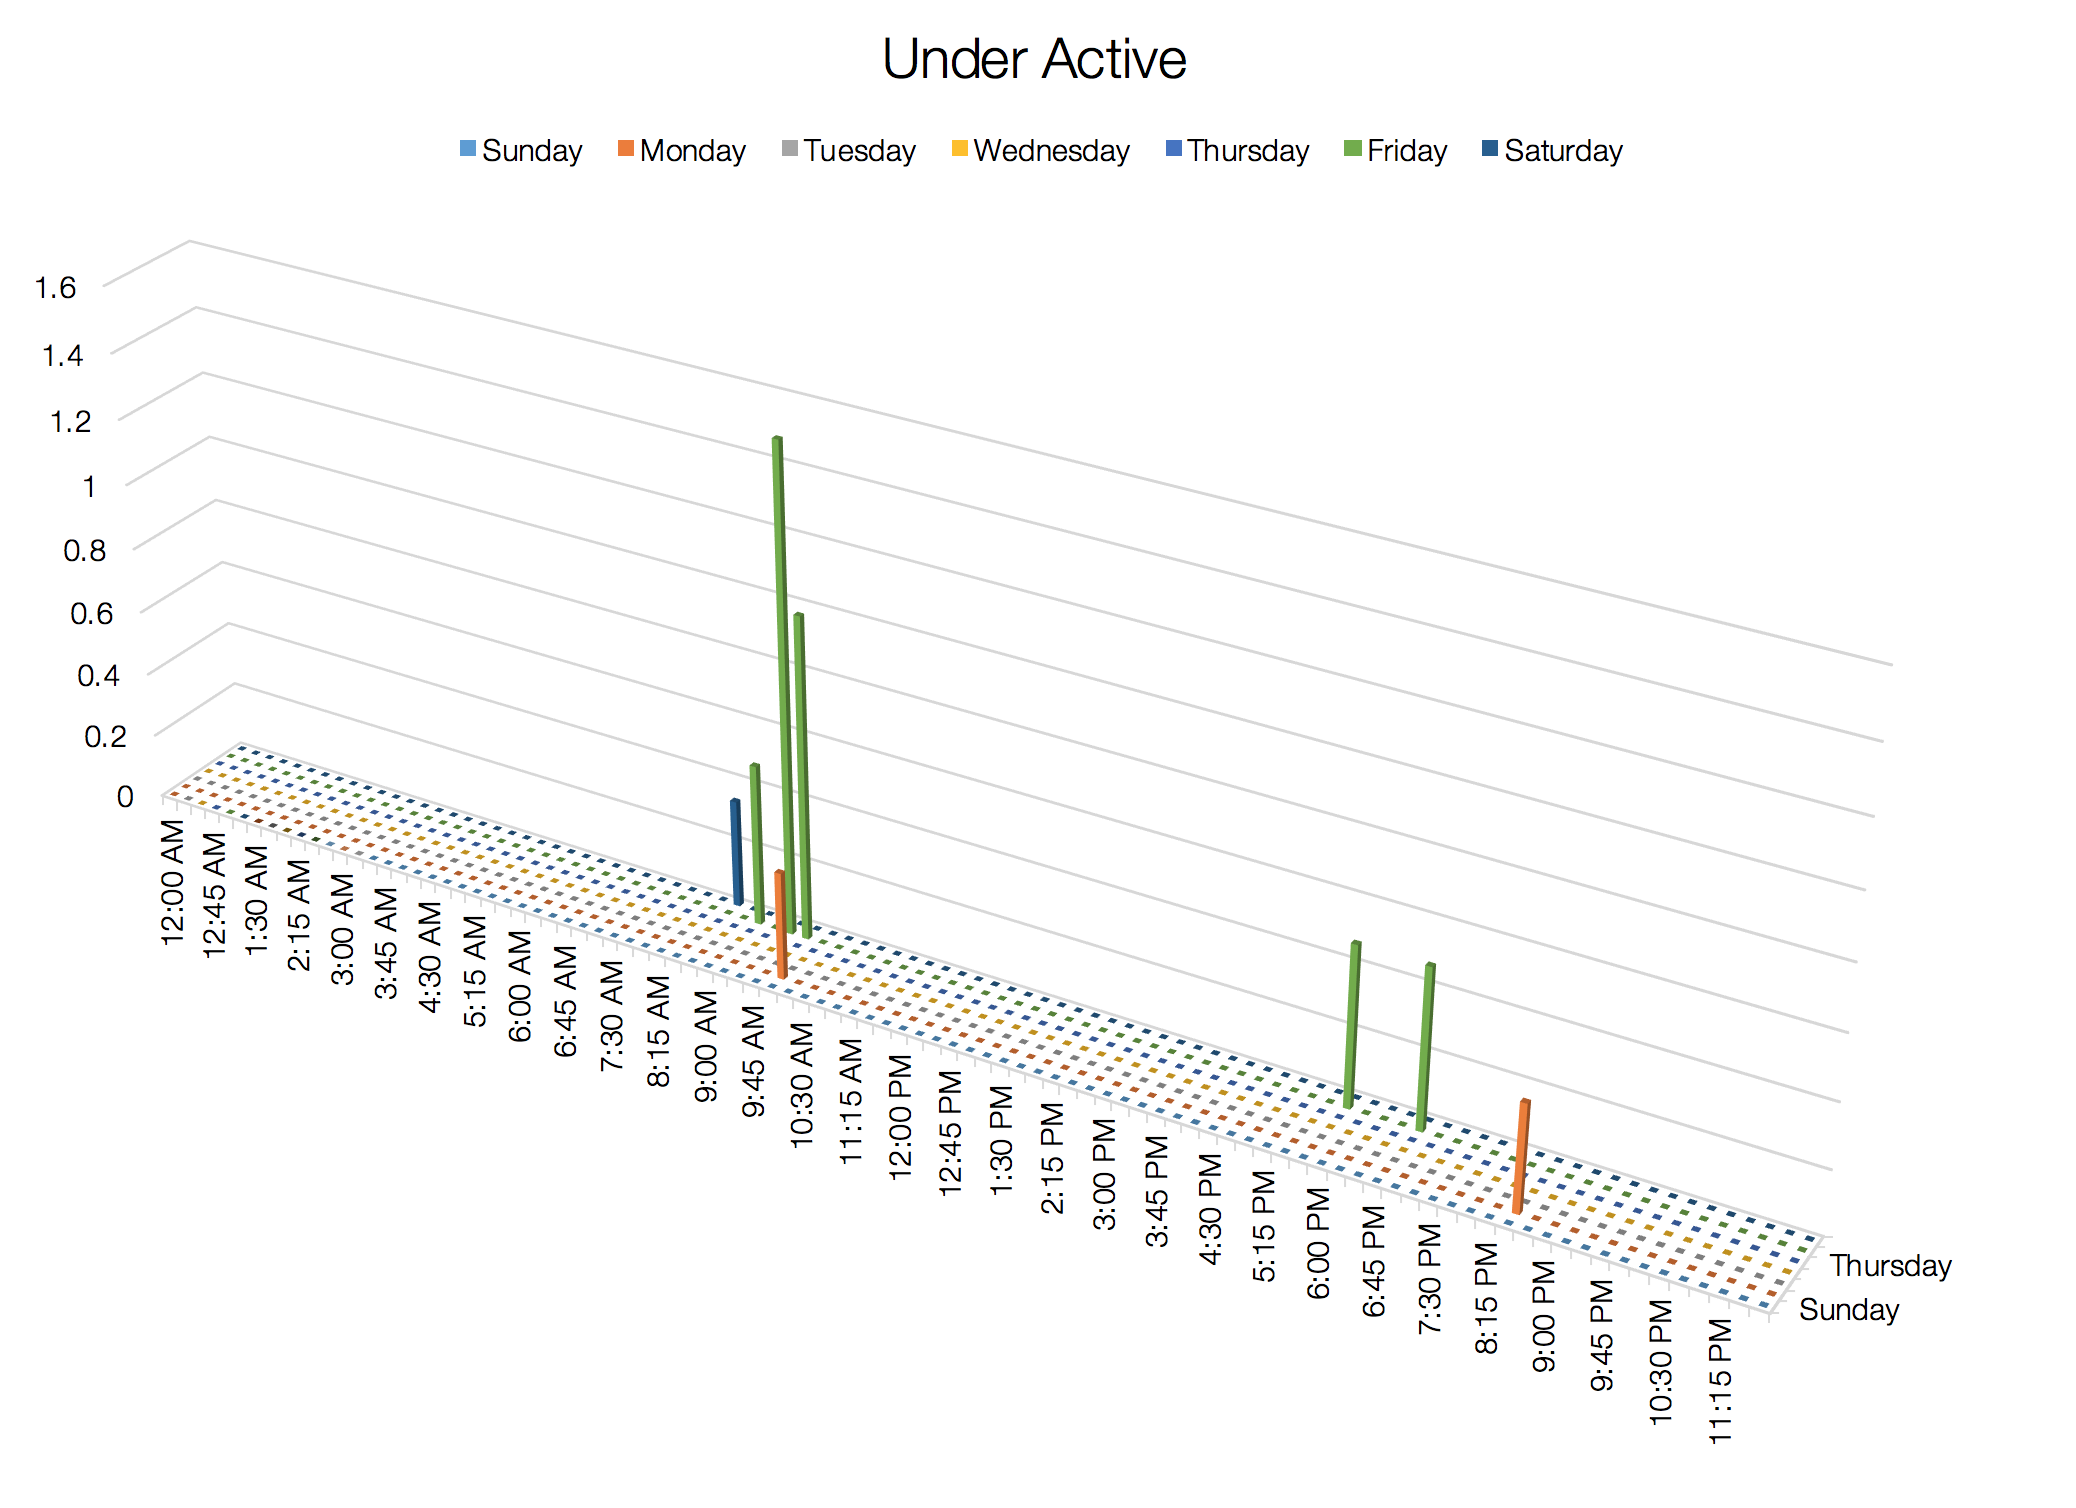 Under Active
Sunday Monday Tuesday Wednesday Thursday Friday Saturday
1.6
1.4
1.2
1
0.8
0.6
0.4
0.2
0
12:00 AM
12:45 AM
1:30 AM
2:15 AM
3:00 AM
3:45 AM
4:30 AM
5:15 AM
6:00 AM
6:45 AM
7:30 AM
8:15 AM
9:00 AM
9:45 AM
10:30 AM
11:15 AM
12:00 PM
12:45 PM
1:30 PM
2:15 PM
3:00 PM
3:45 PM
4:30 PM
5:15 PM
6:00 PM
6:45 PM
7:30 PM
8:15 PM
9:00 PM
9:45 PM
10:30 PM
11:15 PM
Thursday
Sunday